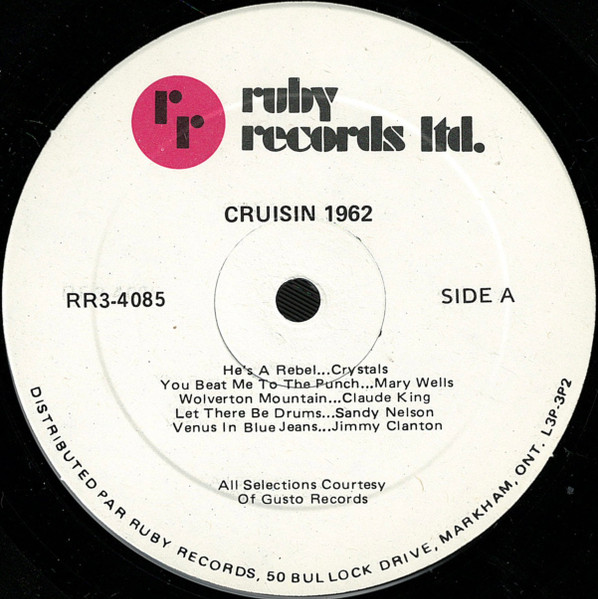 rr
ruby
records ltd.
CRUISIN 1962
RR3-4085
SIDE A
He's A Rebel...Crystals
You Beat Me To The Punch...Mary Wells
Wolverton Mountain...Claude King
Let There Be Drums...Sandy Nelson
Venus In Blue Jeans...Jimmy Clanton
All Selections Courtesy
Of Gusto Records
DISTRIBUTED PAR RUBY RECORDS, 50 BULLOCK DRIVE, MARKHAM, ONT. L3P-3P2